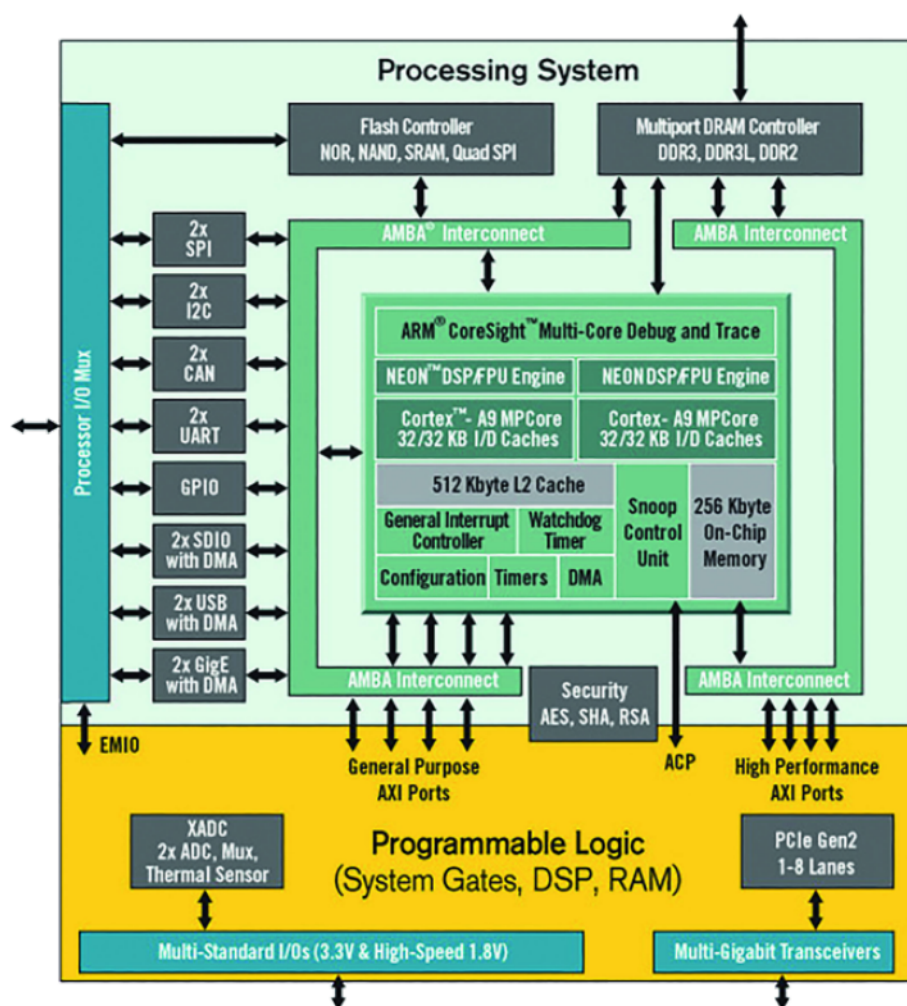 Processing System
Flash Controller
NOR, NAND, SRAM, Quad SPI
Multiport DRAM Controller
DDR3, DDR3L, DDR2
Processor I/O Mux
2x
SPI
2x
I2C
2x
CAN
2x
UART
GPIO
2x SDIO
with DMA
2x USB
with DMA
2x GigE
with DMA
AMBA® Interconnect
AMBA Interconnect
ARM® CoreSight™ Multi-Core Debug and Trace
NEON™ DSP/FPU Engine
NEON DSP/FPU Engine
Cortex™- A9 MPCore
32/32 KB I/D Caches
Cortex- A9 MPCore
32/32 KB I/D Caches
512 Kbyte L2 Cache
General Interrupt
Controller
Watchdog
Timer
Configuration
Timers
DMA
Snoop
Control
Unit
256 Kbyte
On-Chip
Memory
AMBA Interconnect
AMBA Interconnect
Security
AES, SHA, RSA
EMIO
General Purpose
AXI Ports
ACP
High Performance
AXI Ports
XADC
2x ADC, Mux,
Thermal Sensor
Programmable Logic
(System Gates, DSP, RAM)
PCIe Gen2
1-8 Lanes
Multi-Standard I/Os (3.3V & High-Speed 1.8V)
Multi-Gigabit Transceivers